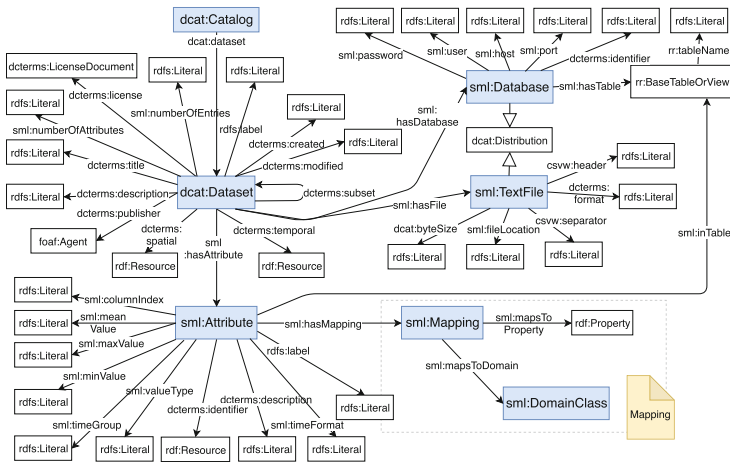 dcat:Catalog
rdfs:Literal
rdfs:Literal
rdfs:Literal
rdfs:Literal
rdfs:Literal
rdfs:Literal
dcat:dataset
sml:password
sml:user
sml:host
sml:port
dcterms:identifier
rr:tableName
dcterms:LicenseDocument
rdfs:Literal
rdfs:Literal
sml:Database
sml:hasTable
rr:BaseTableOrView
dcterms:license
sml:numberOfEntries
rdfs:Literal
rdfs:Literal
sml:numberOfAttributes
rdfs:label
dcterms:created
sml:
hasDatabase
dcat:Distribution
rdfs:Literal
rdfs:Literal
dcterms:title
dcterms:modified
csvw:header
rdfs:Literal
rdfs:Literal
dcterms:description
dcat:Dataset
dcterms:subset
sml:TextFile
dcterms:
format
rdfs:Literal
dcterms:publisher
sml:hasFile
foaf:Agent
dcterms:
spatial
sml
:hasAttribute
dcterms:temporal
dcat:byteSize
sml:fileLocation
csvw:separator
sml:inTable
rdf:Resource
rdf:Resource
rdfs:Literal
rdfs:Literal
rdfs:Literal
rdfs:Literal
sml:columnIndex
rdfs:Literal
sml:mean
Value
sml:Attribute
sml:hasMapping
sml:Mapping
sml:mapsTo
Property
rdf:Property
rdfs:Literal
sml:maxValue
rdfs:label
sml:mapsToDomain
sml:minValue
sml:valueType
dcterms:description
rdfs:Literal
dcterms:identifier
rdfs:Literal
sml:DomainClass
Mapping
sml:timeGroup
sml:timeFormat
rdfs:Literal
rdfs:Literal
rdf:Resource
rdfs:Literal
rdfs:Literal